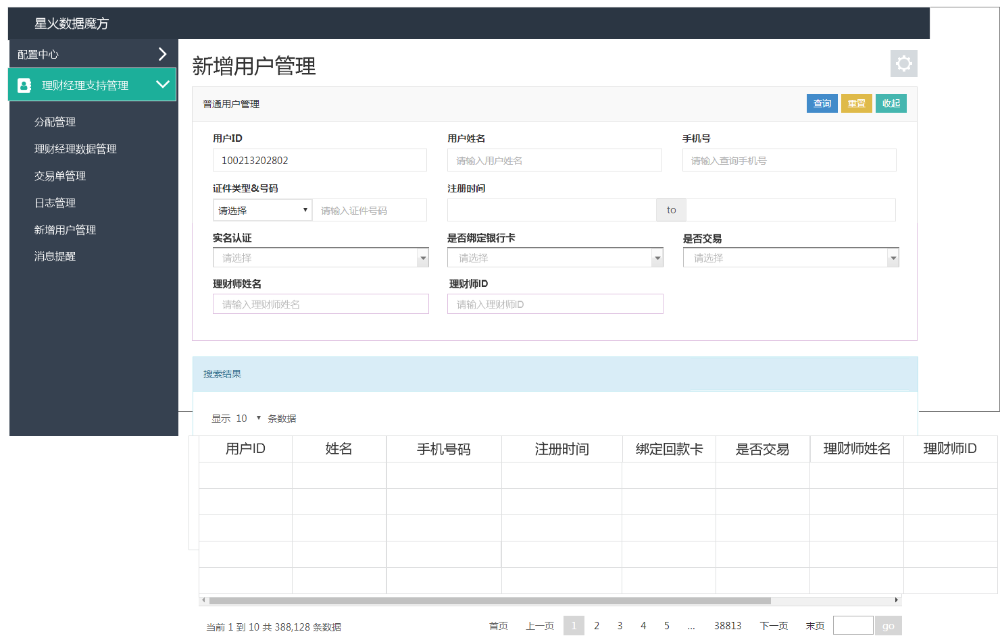 星火数据魔方
配置中心
理财经理支持管理
分配管理
理财经理数据管理
交易单管理
日志管理
新增用户管理
消息提醒
新增用户管理
普通用户管理 查询 重置 收起
用户ID 用户姓名 手机号
100213202802 请输入用户姓名 请输入查询手机号
证件类型&号码 注册时间
请选择 请输入证件号码 to
实名认证 是否绑定银行卡 是否交易
请选择 请选择 请选择
理财师姓名 理财师ID
请输入理财师姓名 请输入理财师ID
搜索结果
显示 10 条数据
用户ID 姓名 手机号码 注册时间 绑定回款卡 是否交易 理财师姓名 理财师ID
当前 1 到 10 共 388,128 条数据 首页 上一页 1 2 3 4 5 ... 38813 下一页 末页 go